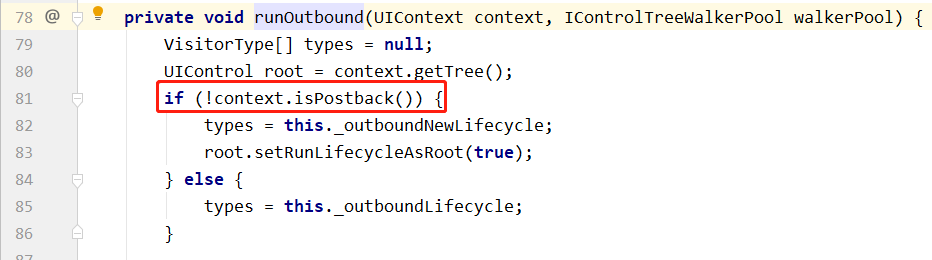 78 @ private void runOutbound(UIContext context, IControlTreeWalkerPool walkerPool) {
79 VisitorType[] types = null;
80 UIControl root = context.getTree();
81 if (!context.isPostback()) {
82 types = this._outboundNewLifecycle;
83 root.setRunLifecycleAsRoot(true);
84 } else {
85 types = this._outboundLifecycle;
86 }
87